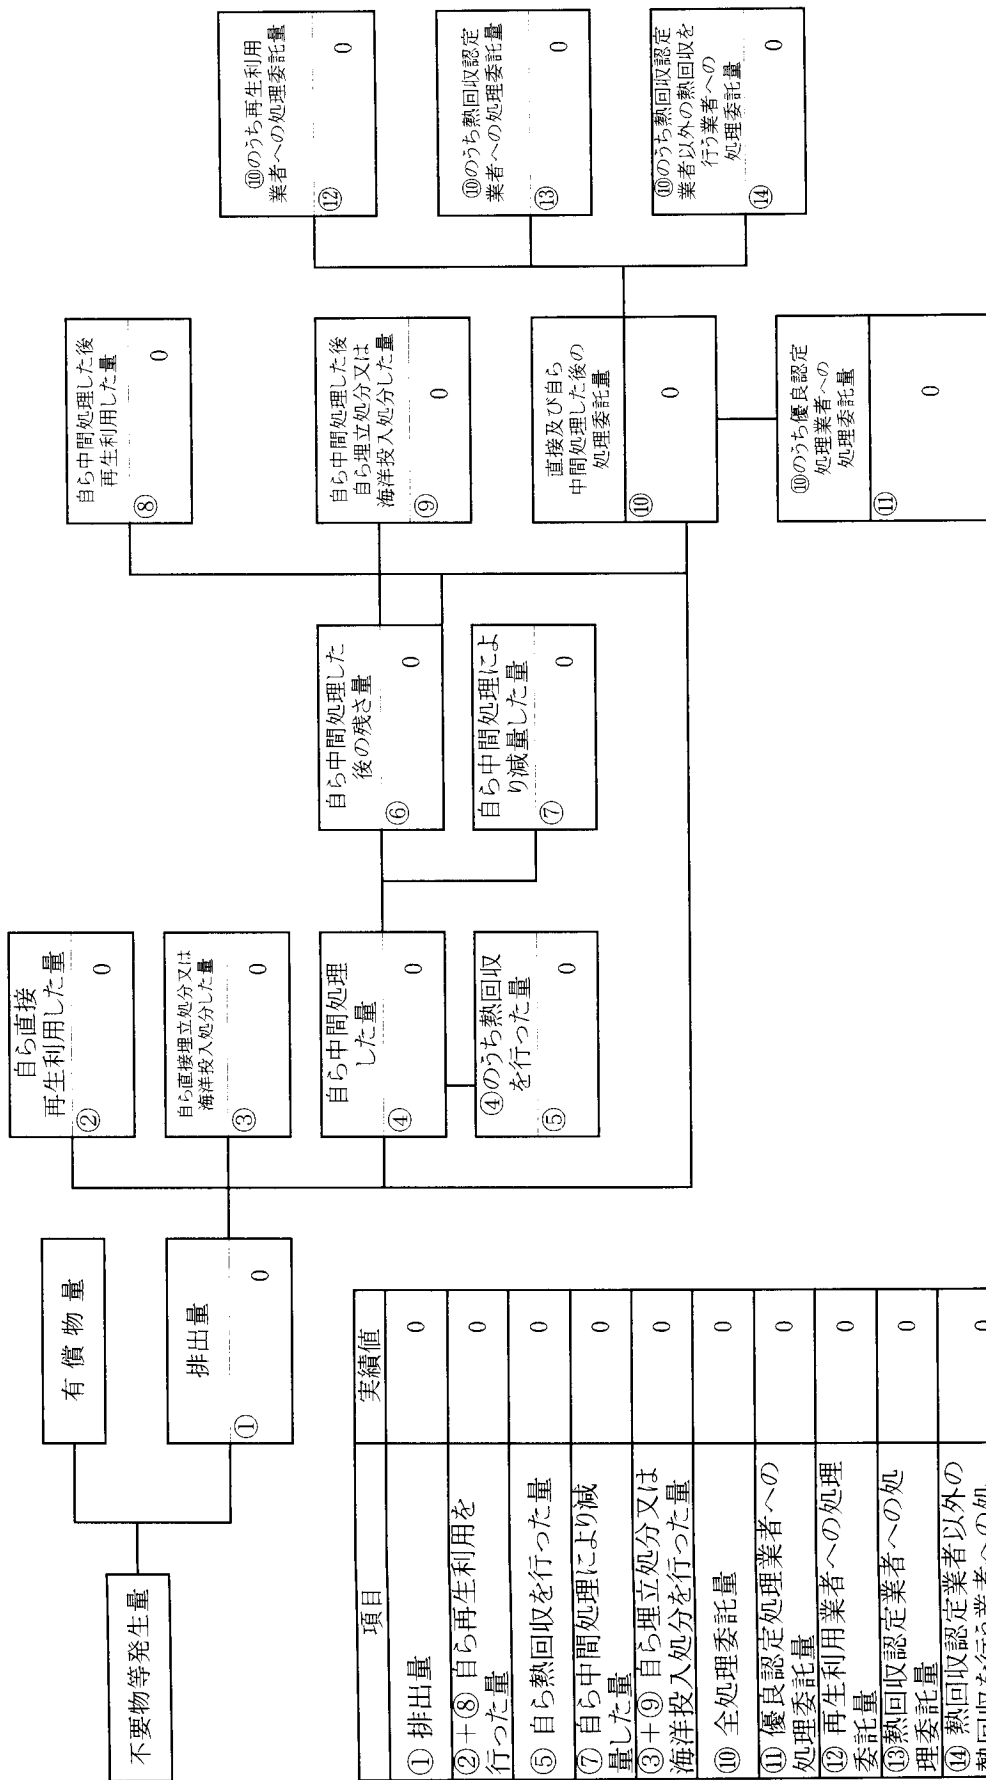 不要物等発生量
有償物量
排出量
①
0
自ら直接
再生利用した量
②
0
自ら直接埋立処分又は
海洋投入処分した量
③
0
自ら中間処理
した量
④
0
④のうち熱回収
を行った量
⑤
0
自ら中間処理した
後の残さ量
⑥
0
自ら中間処理によ
り減量した量
⑦
0
自ら中間処理した後
再生利用した量
⑧
0
自ら中間処理した後
自ら埋立処分又は
海洋投入処分した量
⑨
0
直接及び自ら
中間処理した後の
処理委託量
⑩
0
⑩のうち優良認定
処理業者への
処理委託量
⑪
0
⑩のうち再生利用
業者への処理委託量
⑫
0
⑩のうち熱回収認定
業者への処理委託量
⑬
0
⑩のうち熱回収認定
業者以外の熱回収を
行う業者への
処理委託量
⑭
0
項目 実績値
① 排出量 0
②+⑧ 自ら再生利用を
行った量 0
⑤ 自ら熱回収を行った量 0
⑦ 自ら中間処理により減
量した量 0
③+⑨ 自ら埋立処分又は
海洋投入処分を行った量 0
⑩ 全処理委託量 0
⑪ 優良認定処理業者への
処理委託量 0
⑫ 再生利用業者への処理
委託量 0
⑬熱回収認定業者への処
理委託量 0
⑭ 熱回収認定業者以外の
熱回収を行う業者への処 0